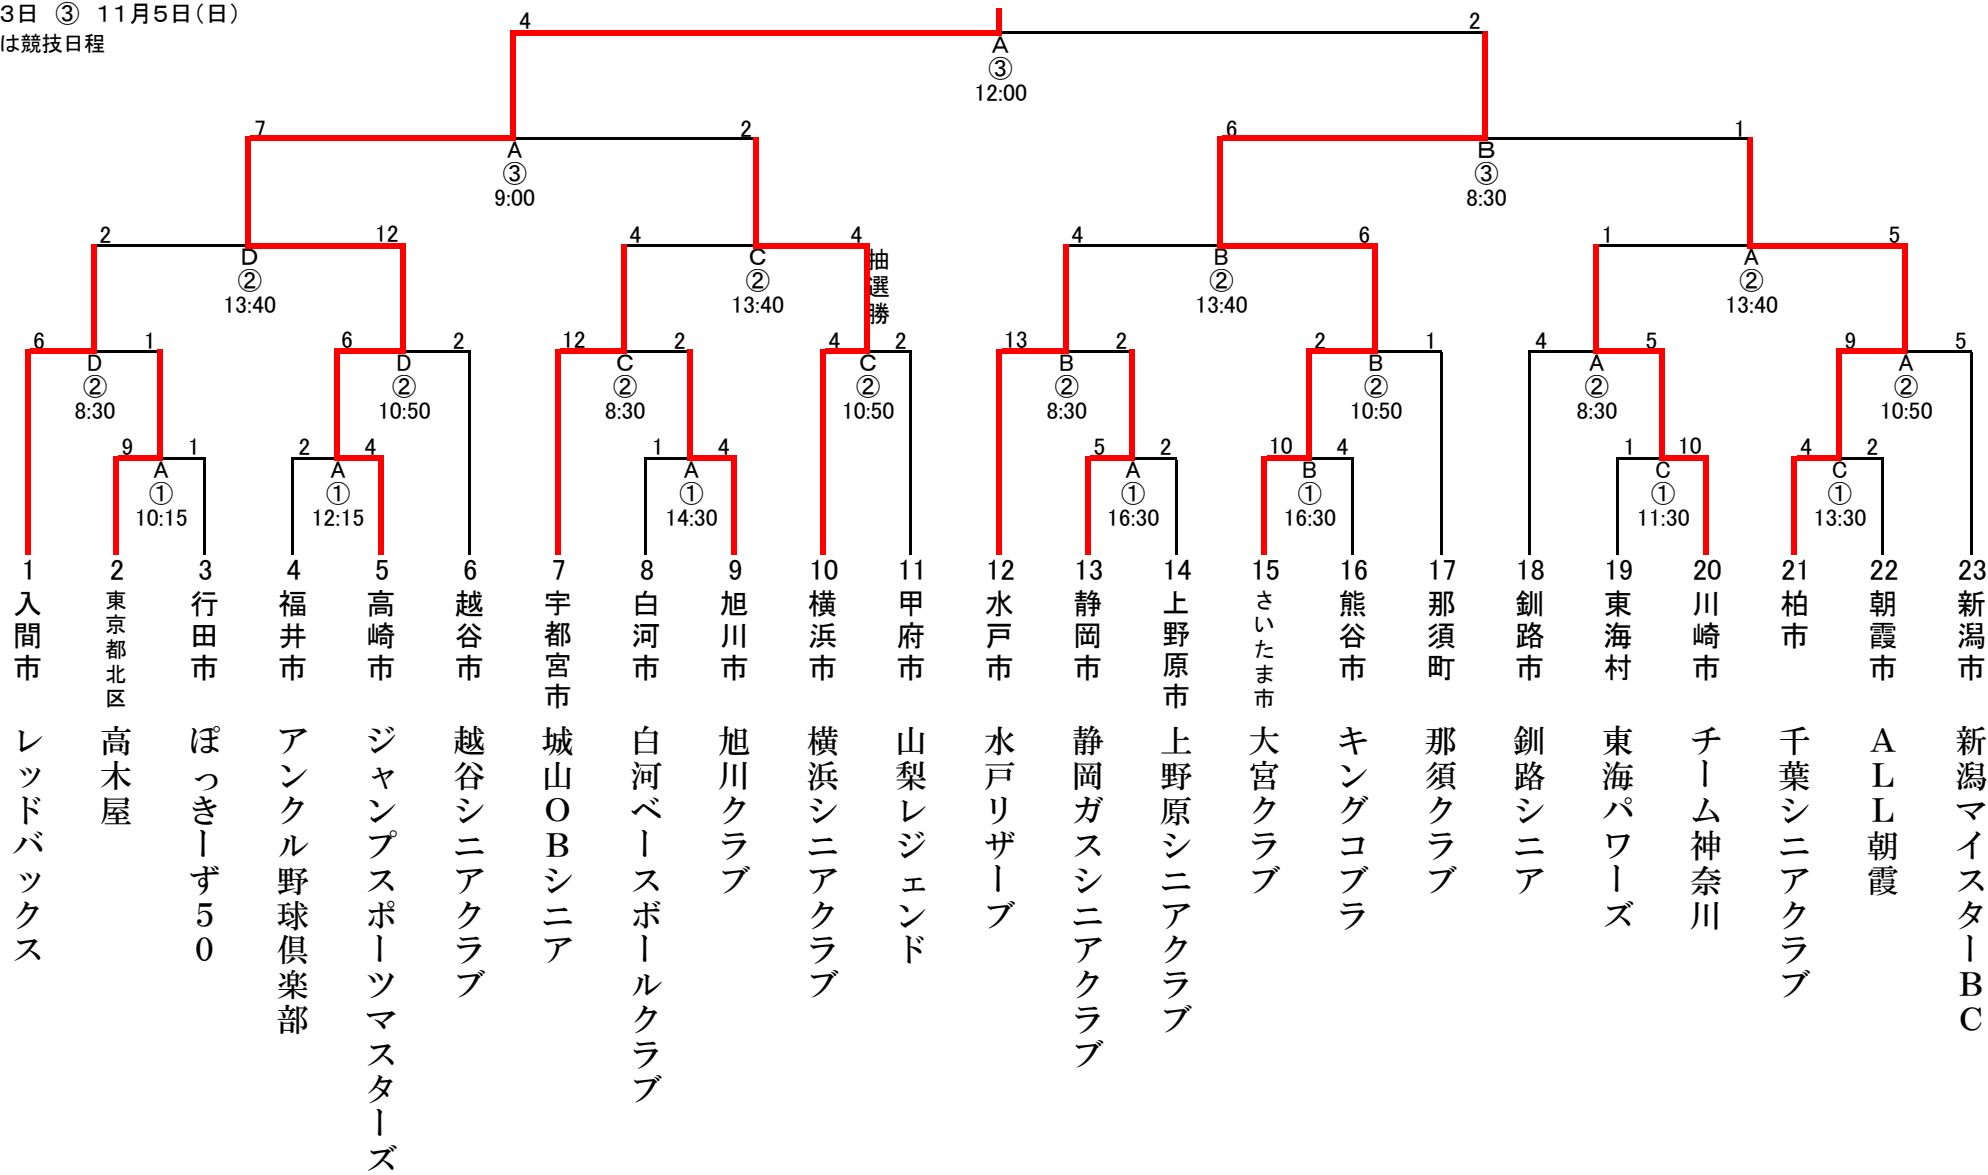 3日　③　11月5日(日)
4 2
は競技日程
A
③
12:00
7 2 6 1
A B
③ ③
9:00 8:30
2 12 4 4 4 6 1 5
D C B A
② ② ② ②
13:40 13:40 13:40 13:40
抽選勝
6 1 6 2 12 2 4 2 13 2 2 1 4 5 9 5
D D C C B B A A
② ② ② ② ② ② ② ②
8:30 10:50 8:30 10:50 8:30 10:50 8:30 10:50
9 1 2 4 1 4 5 2 10 4 1 10 4 2
A A A A B C C
① ① ① ① ① ① ①
10:15 12:15 14:30 16:30 16:30 11:30 13:30
1 2 3 4 5 6 7 8 9 10 11 12 13 14 15 16 17 18 19 20 21 22 23
入間市
東京都北区
行田市
福井市
高崎市
越谷市
宇都宮市
白河市
旭川市
横浜市
甲府市
水戸市
静岡市
上野原市
さいたま市
熊谷市
那須町
釧路市
東海村
川崎市
柏市
朝霞市
新潟市
レッドバックス
高木屋
ぽっきーず50
アンクル野球倶楽部
ジャンプスポーツマスターズ
越谷シニアクラブ
城山OBシニア
白河ベースボールクラブ
旭川クラブ
横浜シニアクラブ
山梨レジェンド
水戸リザーブ
静岡ガスシニアクラブ
上野原シニアクラブ
大宮クラブ
キングコブラ
那須クラブ
釧路シニア
東海パワーズ
チーム神奈川
千葉シニアクラブ
ALL朝霞
新潟マイスターBC